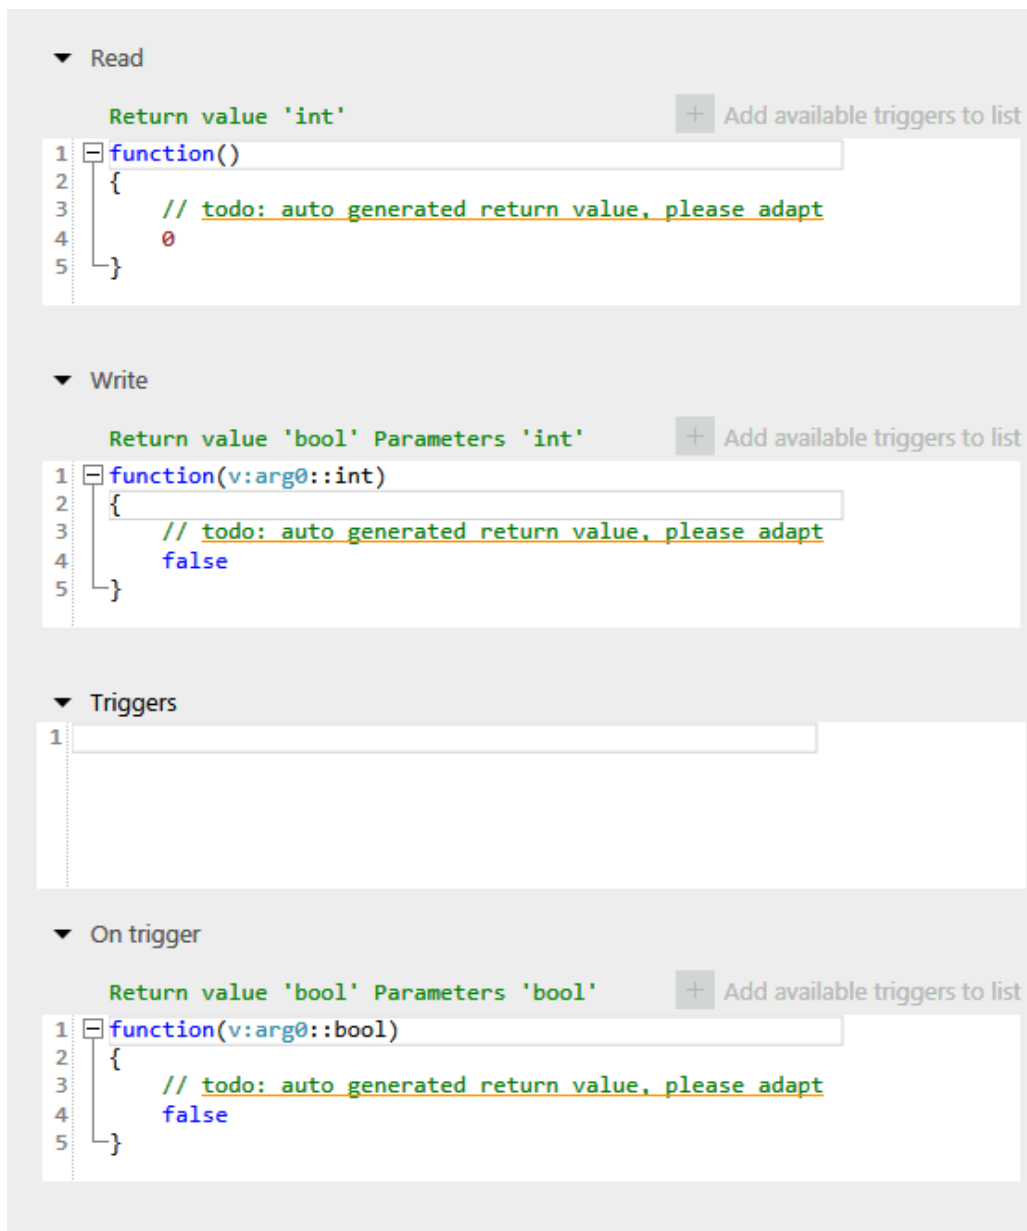 Read
Return value 'int' + Add available triggers to list
1 function()
2 {
3 // todo: auto generated return value, please adapt
4 0
5 }
Write
Return value 'bool' Parameters 'int' + Add available triggers to list
1 function(v:arg0::int)
2 {
3 // todo: auto generated return value, please adapt
4 false
5 }
Triggers
1
On trigger
Return value 'bool' Parameters 'bool' + Add available triggers to list
1 function(v:arg0::bool)
2 {
3 // todo: auto generated return value, please adapt
4 false
5 }